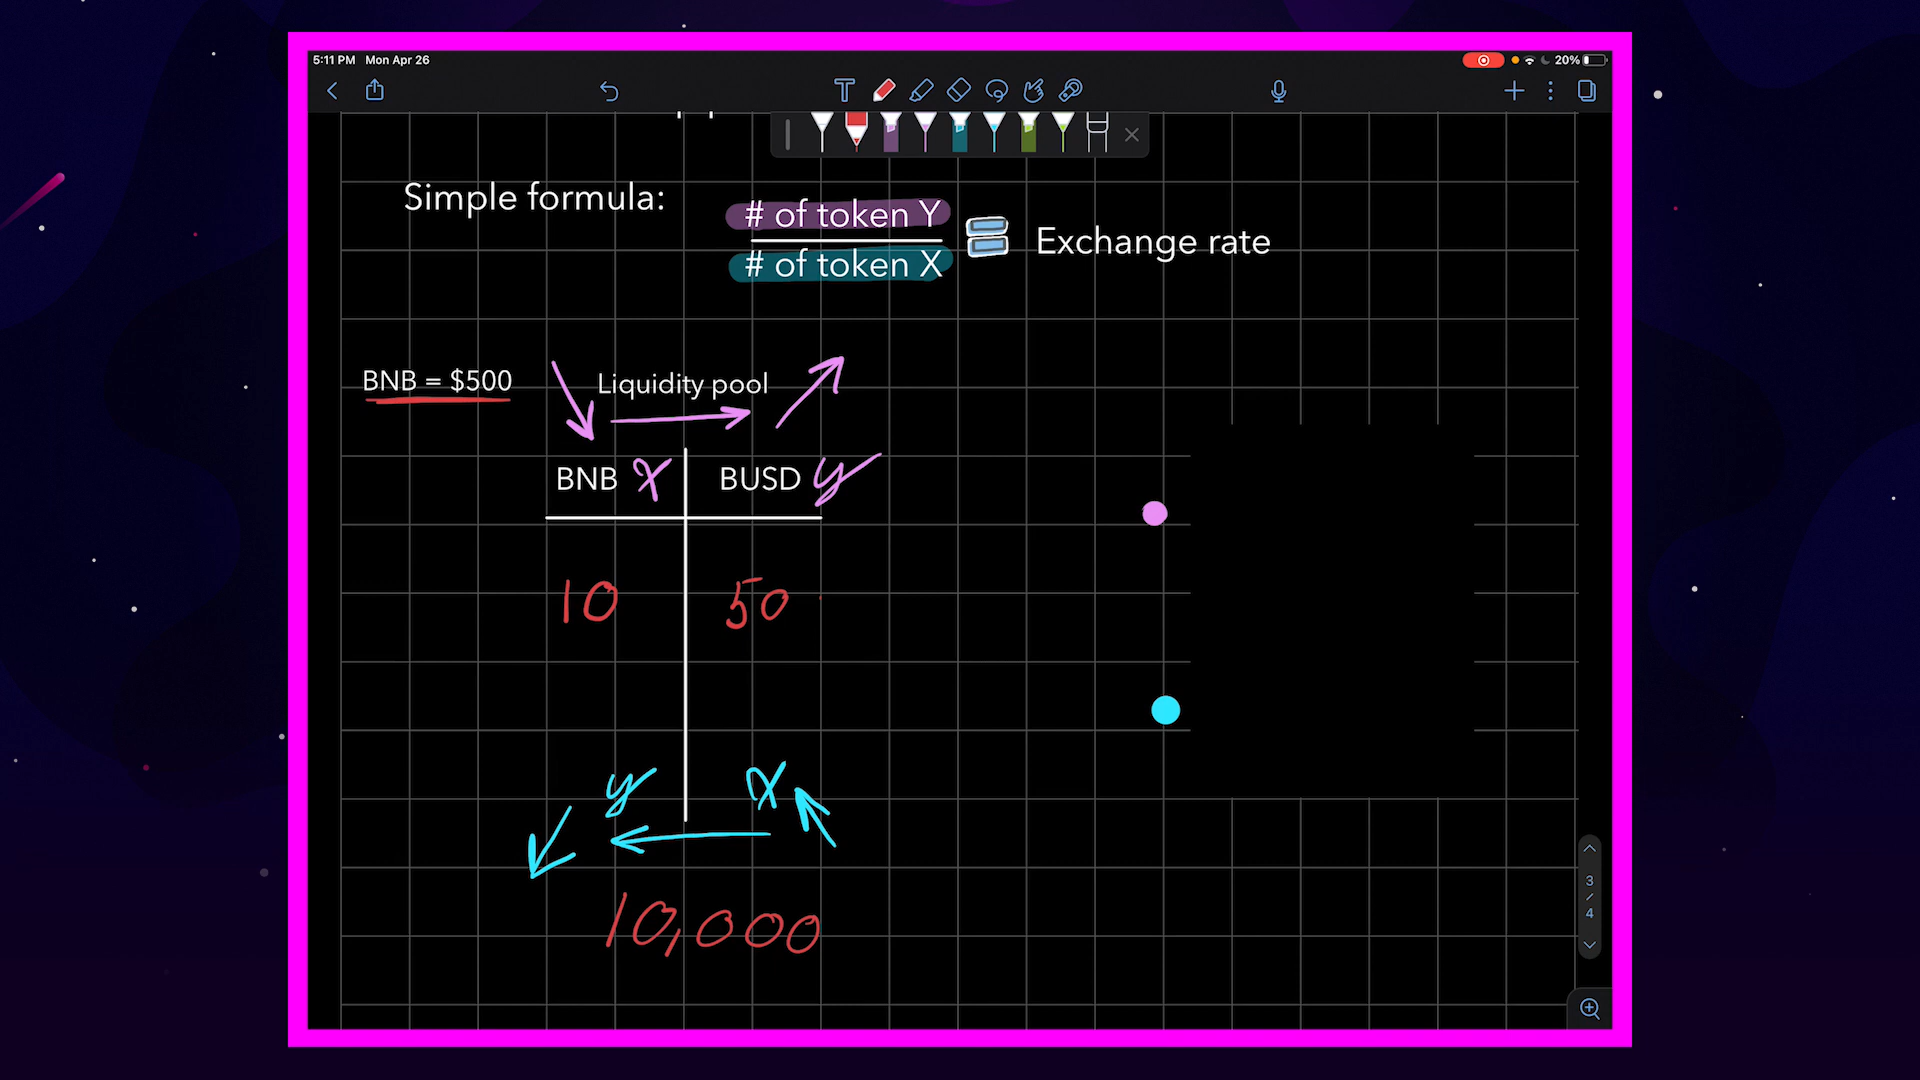 5:11 PM Mon Apr 26
20%
Simple formula:
# of token Y
# of token X
= Exchange rate
BNB = $500
Liquidity pool
BNB x BUSD y
10 50
y x
10,000
3
/
4